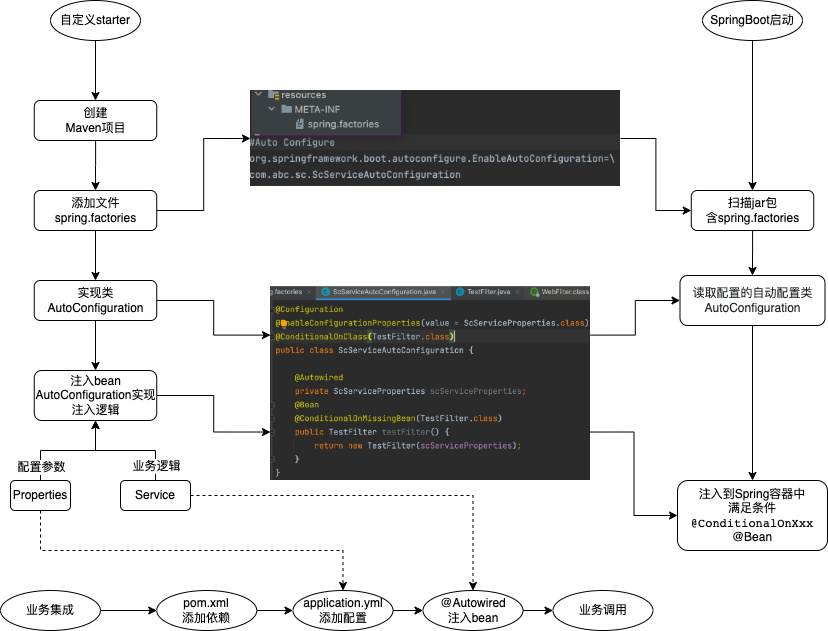 自定义starter
SpringBoot启动
创建
Maven项目
resources
META-INF
spring.factories
#Auto Configure
org.springframework.boot.autoconfigure.EnableAutoConfiguration=\
com.abc.sc.ScServiceAutoConfiguration
添加文件
spring.factories
扫描jar包
含spring.factories
实现类
AutoConfiguration
g.factories
ScServiceAutoConfiguration.java
TestFilter.java
WebFilter.class
@Configuration
@EnableConfigurationProperties(value = ScServiceProperties.class)
@ConditionalOnClass(TestFilter.class)
public class ScServiceAutoConfiguration {
@Autowired
private ScServiceProperties scServiceProperties;
@Bean
@ConditionalOnMissingBean(TestFilter.class)
public TestFilter testFilter() {
return new TestFilter(scServiceProperties);
}
}
读取配置的自动配置类
AutoConfiguration
注入bean
AutoConfiguration实现
注入逻辑
配置参数
业务逻辑
Properties
Service
注入到Spring容器中
满足条件
@ConditionalOnXxx
@Bean
业务集成
pom.xml
添加依赖
application.yml
添加配置
@Autowired
注入bean
业务调用